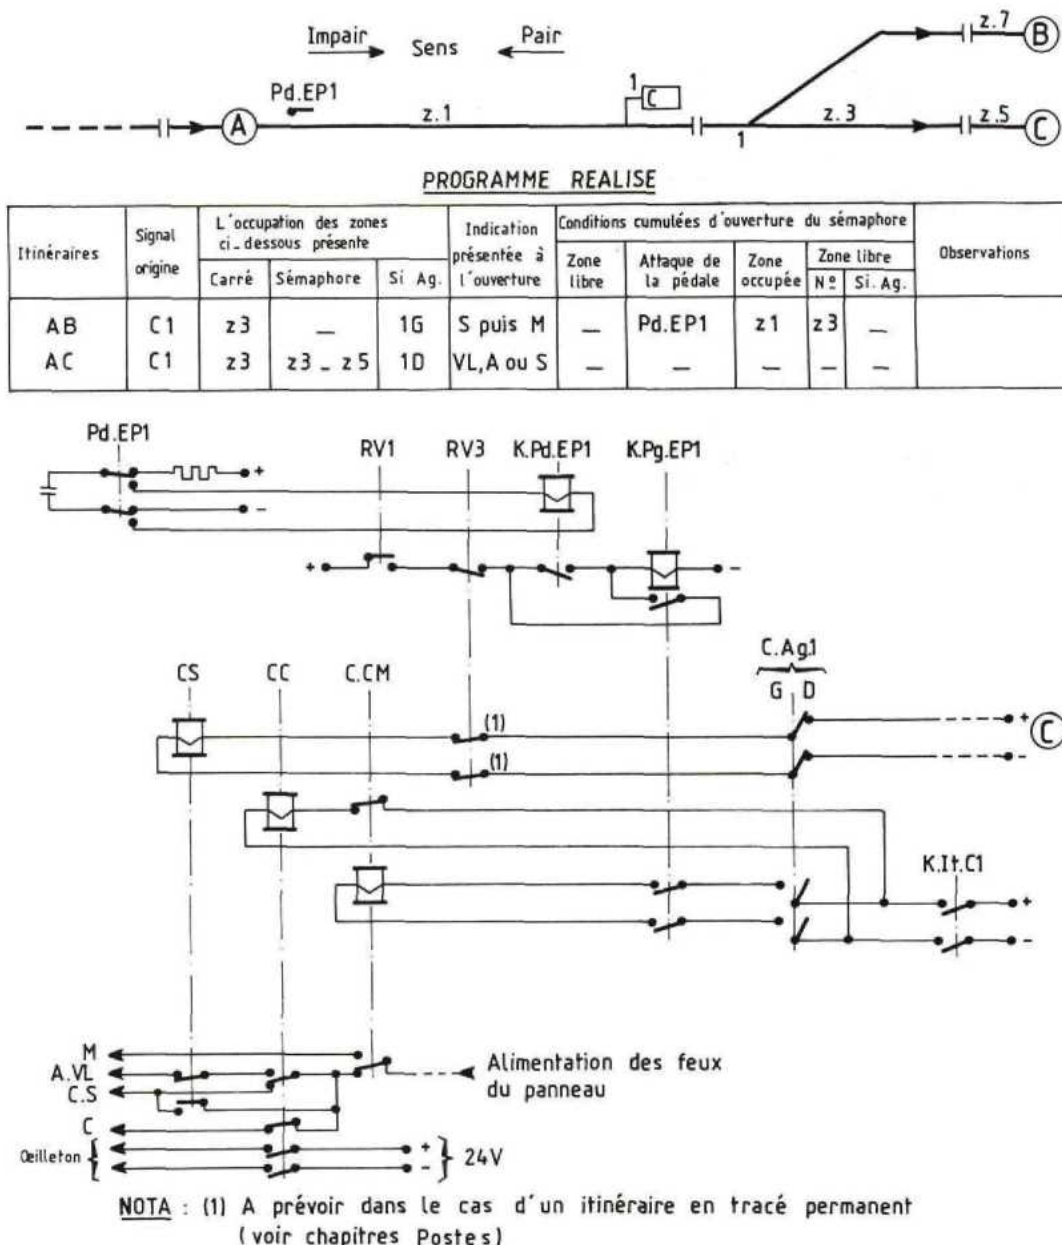 Impair Sens Pair
z.7 B
Pd.EP1
1 C
A z.1 1 z.3 z.5 C
PROGRAMME REALISE
Itinéraires
Signal origine
L'occupation des zones ci-dessous présente
Carré
Sémaphore
Si Ag.
Indication présentée à l'ouverture
Conditions cumulées d'ouverture du sémaphore
Zone libre
Attaque de la pédale
Zone occupée
Zone libre
Nº
Si. Ag.
Observations
AB C1 z3 — 1G S puis M — Pd.EP1 z1 z3 —
AC C1 z3 z3 - z5 1D VL, A ou S — — — — —
Pd.EP1 RV1 RV3 K.Pd.EP1 K.Pg.EP1
+
-
+ -
C.Ag.1
CS CC C.CM G D
(1) + C
(1) -
K.It.C1
+
-
M
A.VL
C.S
C
Œilleton
Alimentation des feux
du panneau
+
- 24V
NOTA : (1) A prévoir dans le cas d'un itinéraire en tracé permanent
(voir chapitres Postes)